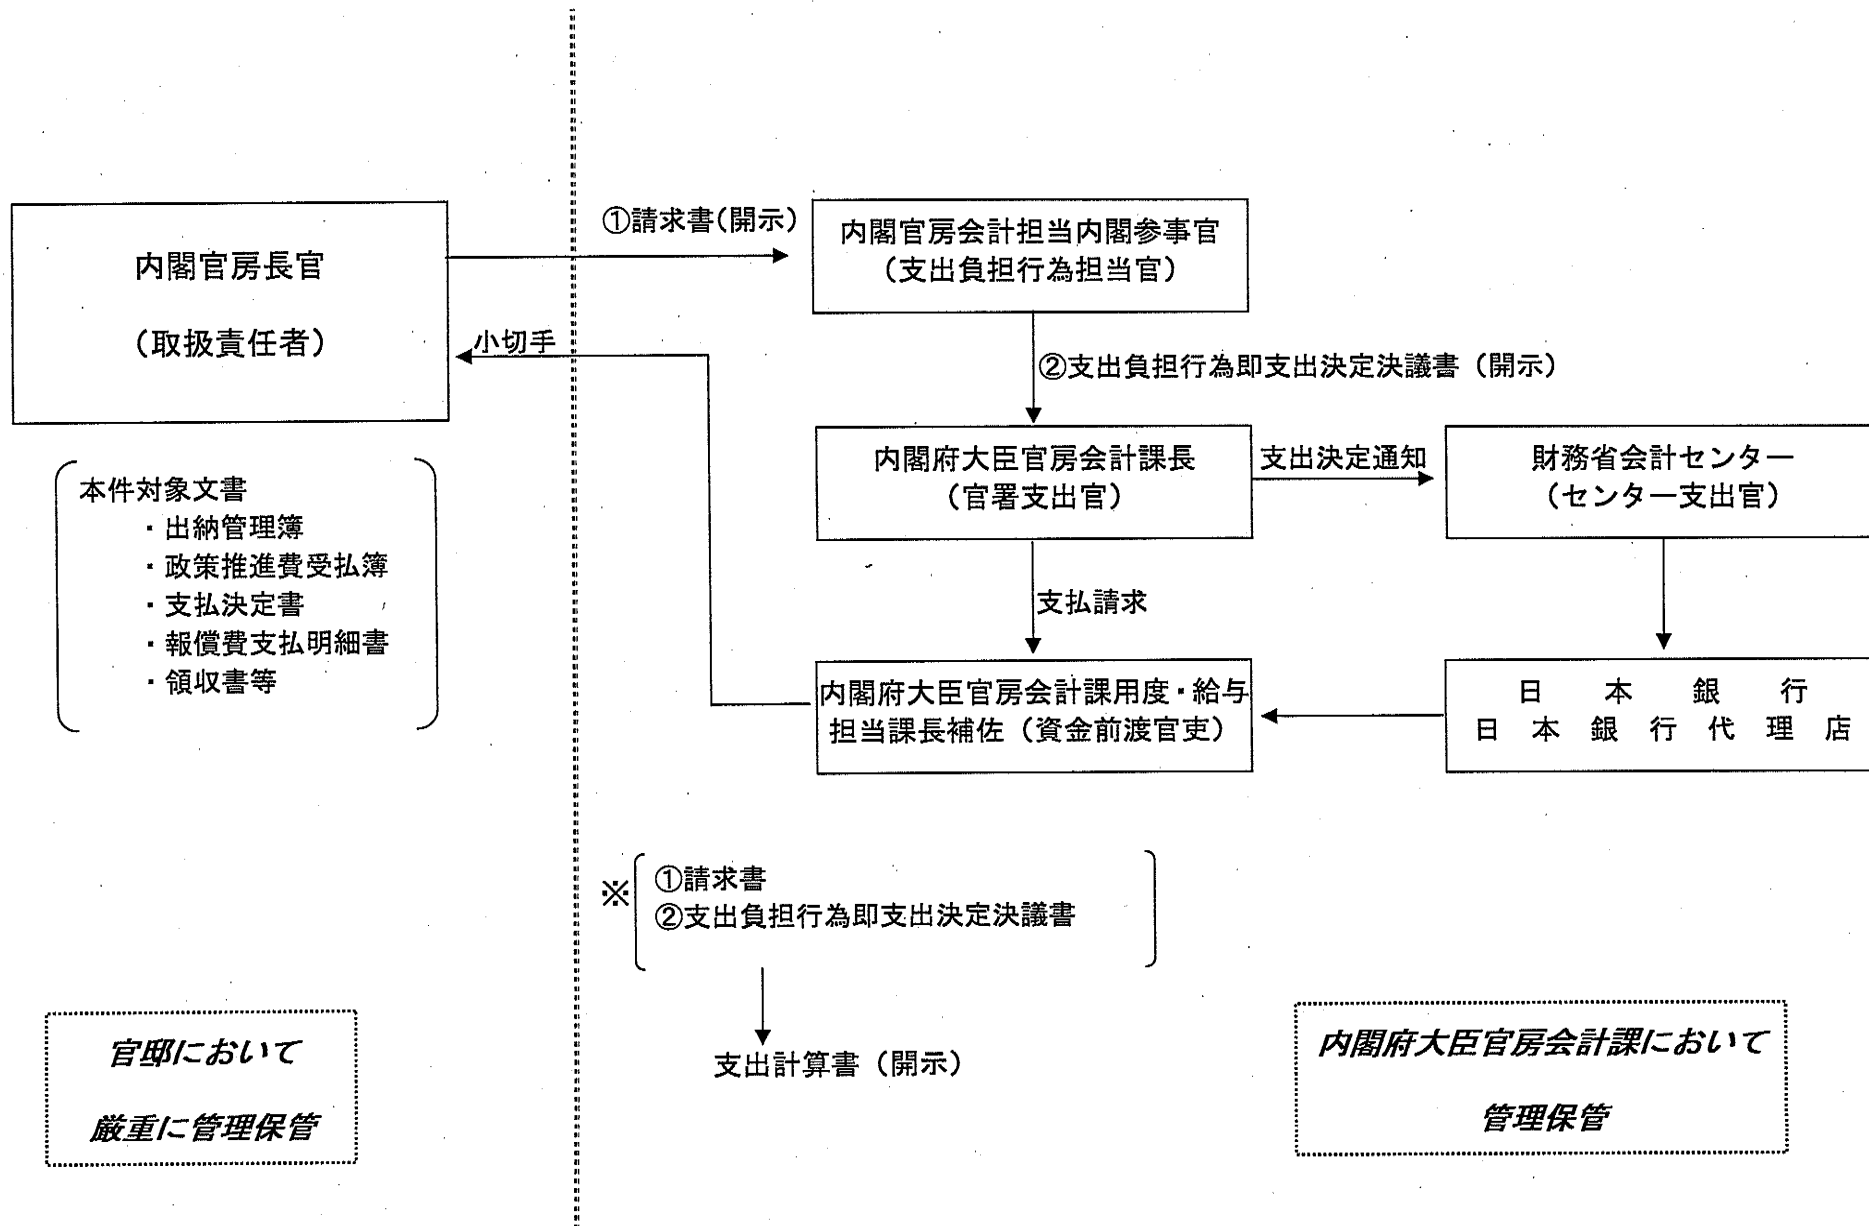 内閣官房長官
（取扱責任者）
①請求書（開示）
小切手
内閣官房会計担当内閣参事官
（支出負担行為担当官）
②支出負担行為即支出決定決議書（開示）
内閣府大臣官房会計課長
（官署支出官）
支出決定通知
財務省会計センター
（センター支出官）
支払請求
内閣府大臣官房会計課用度・給与
担当課長補佐（資金前渡官吏）
日本銀行
日本銀行代理店
本件対象文書
・出納管理簿
・政策推進費受払簿
・支払決定書
・報償費支払明細書
・領収書等
※
①請求書
②支出負担行為即支出決定決議書
支出計算書（開示）
官邸において
厳重に管理保管
内閣府大臣官房会計課において
管理保管